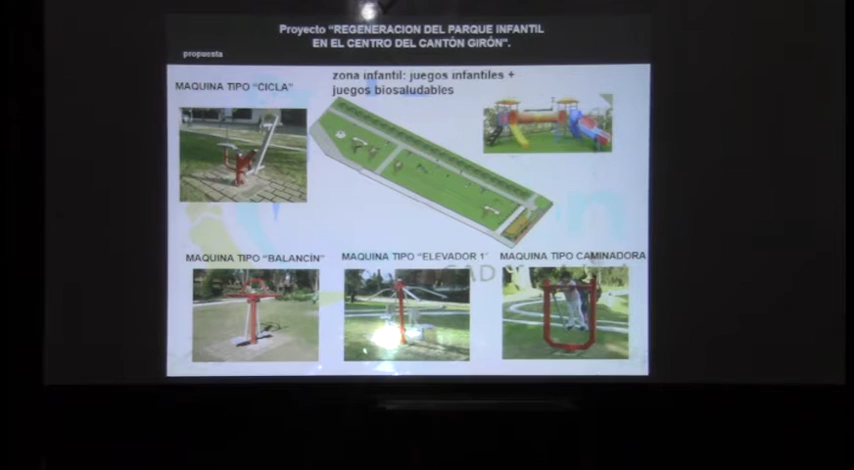 Proyecto "REGENERACION DEL PARQUE INFANTIL
EN EL CENTRO DEL CANTÓN GIRÓN".
propuesta
zona infantil: juegos infantiles +
juegos biosaludables
MAQUINA TIPO "CICLA"
MAQUINA TIPO "BALANCÍN"
MAQUINA TIPO "ELEVADOR 1"
MAQUINA TIPO CAMINADORA
GAD